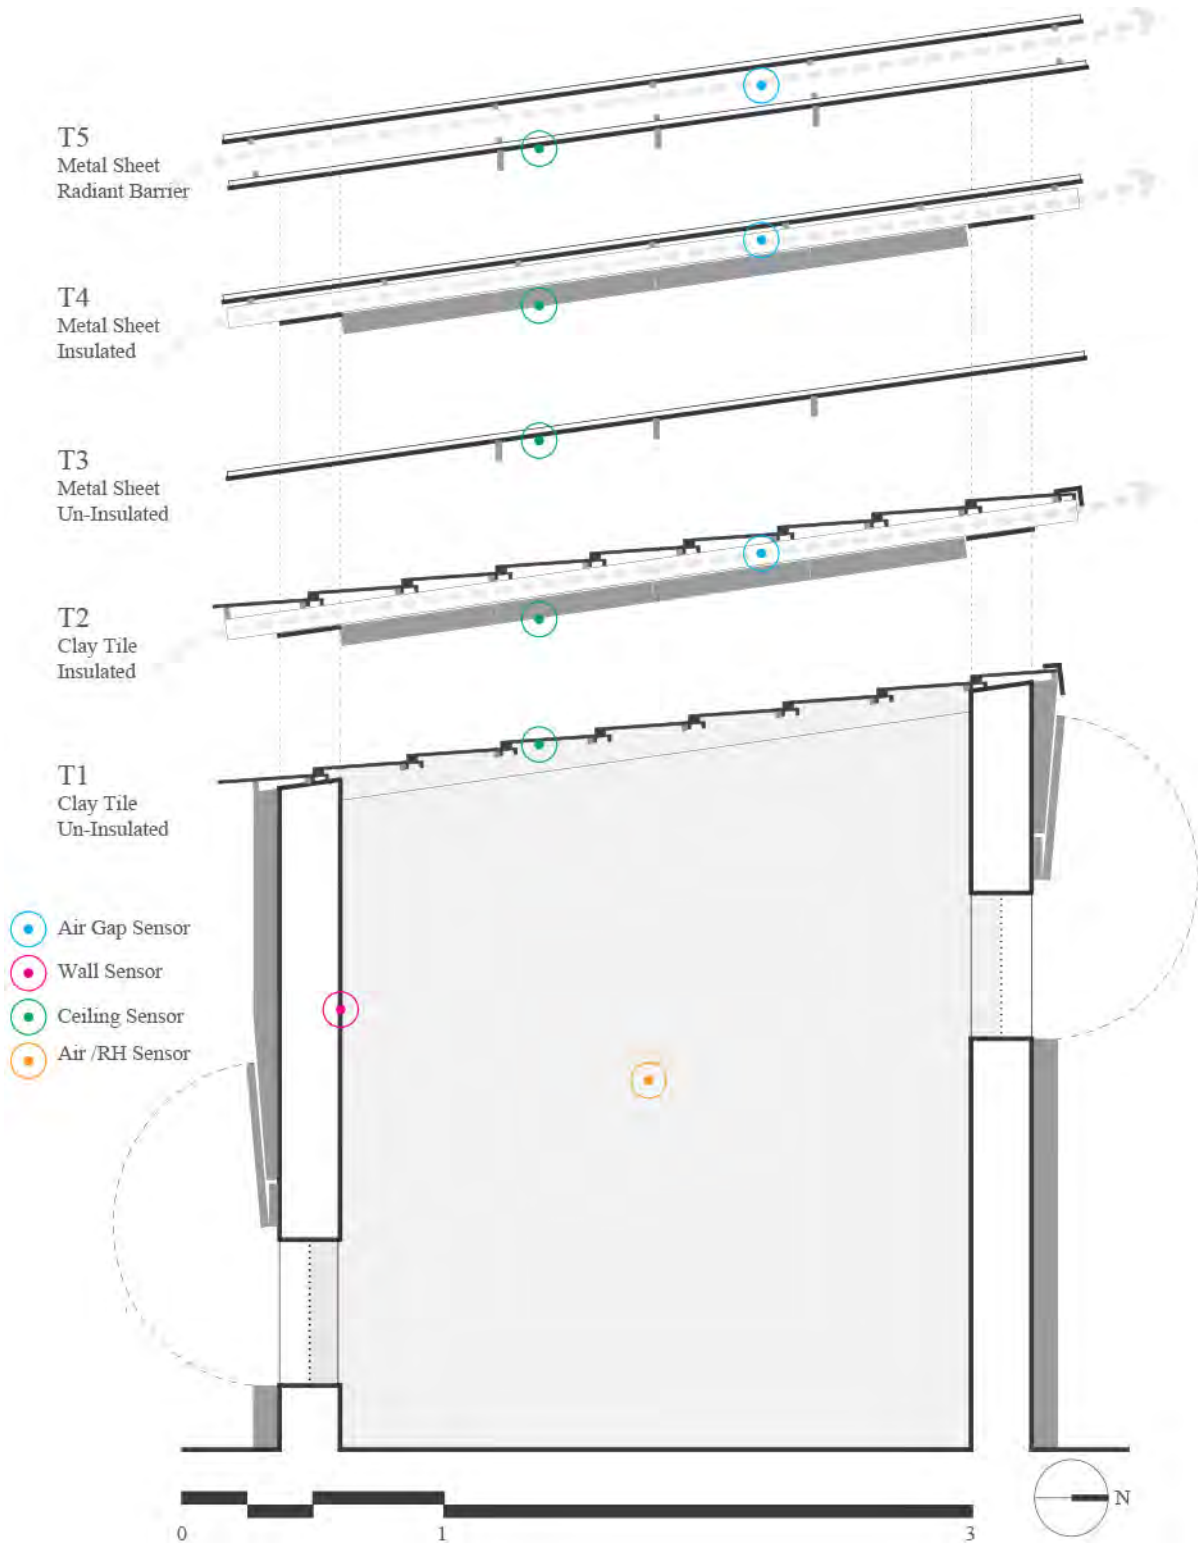 T5
Metal Sheet
Radiant Barrier
T4
Metal Sheet
Insulated
T3
Metal Sheet
Un-Insulated
T2
Clay Tile
Insulated
T1
Clay Tile
Un-Insulated
Air Gap Sensor
Wall Sensor
Ceiling Sensor
Air /RH Sensor
N
0 1 3